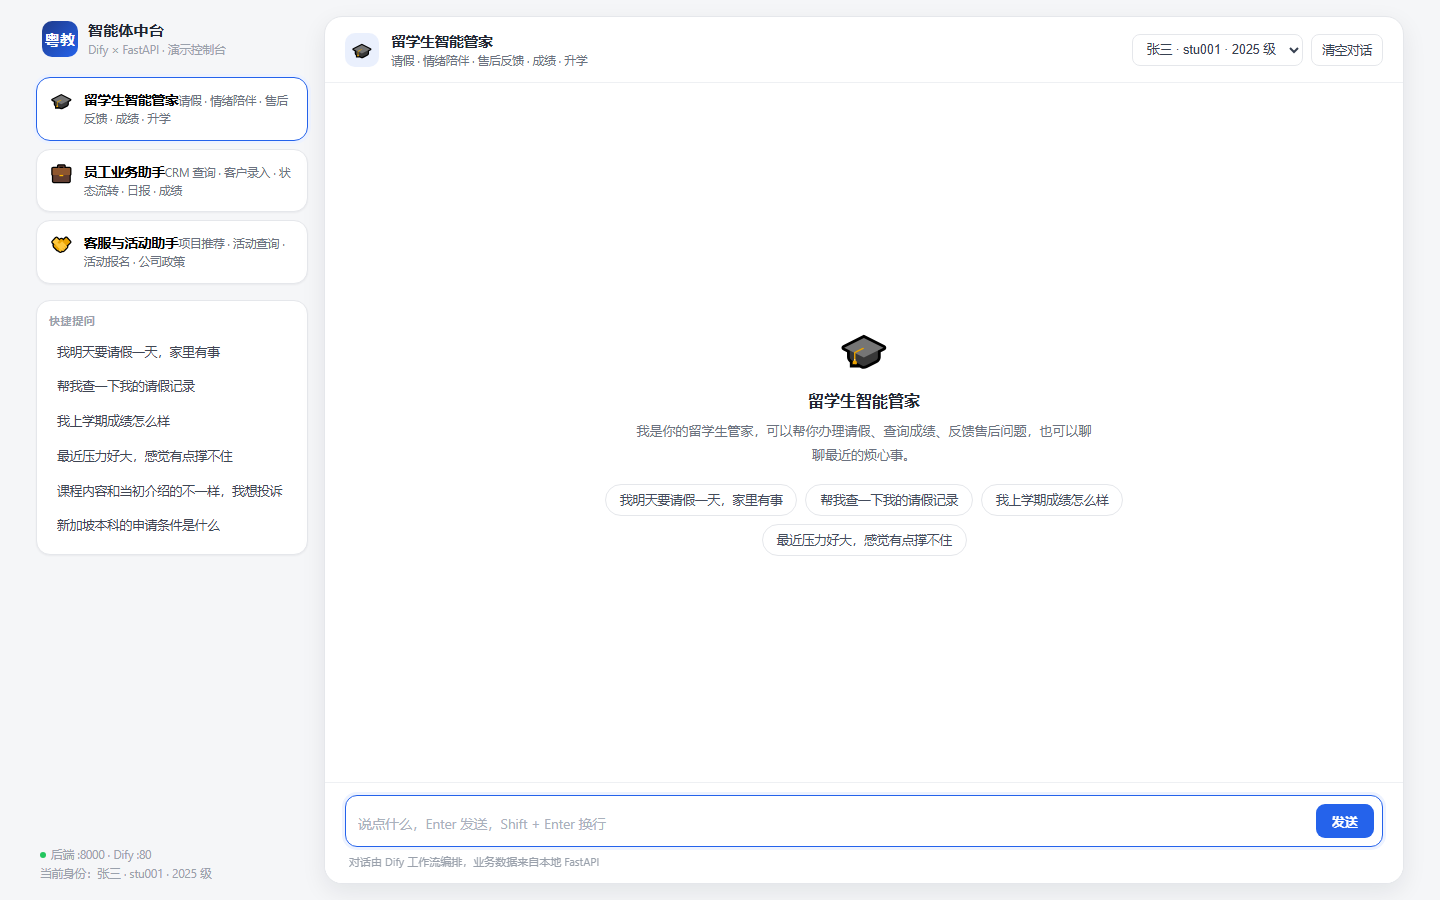 粤教
智能体中台
Dify × FastAPI · 演示控制台
留学生智能管家请假 · 情绪陪伴 · 售后
反馈 · 成绩 · 升学
员工业务助手CRM 查询 · 客户录入 · 状
态流转 · 日报 · 成绩
客服与活动助手项目推荐 · 活动查询 ·
活动报名 · 公司政策
快捷提问
我明天要请假一天，家里有事
帮我查一下我的请假记录
我上学期成绩怎么样
最近压力好大，感觉有点撑不住
课程内容和当初介绍的不一样，我想投诉
新加坡本科的申请条件是什么
后端 :8000 · Dify :80
当前身份：张三 · stu001 · 2025 级
留学生智能管家
请假 · 情绪陪伴 · 售后反馈 · 成绩 · 升学
张三 · stu001 · 2025 级
清空对话
留学生智能管家
我是你的留学生管家，可以帮你办理请假、查询成绩、反馈售后问题，也可以聊
聊最近的烦心事。
我明天要请假一天，家里有事
帮我查一下我的请假记录
我上学期成绩怎么样
最近压力好大，感觉有点撑不住
说点什么，Enter 发送，Shift + Enter 换行
发送
对话由 Dify 工作流编排，业务数据来自本地 FastAPI